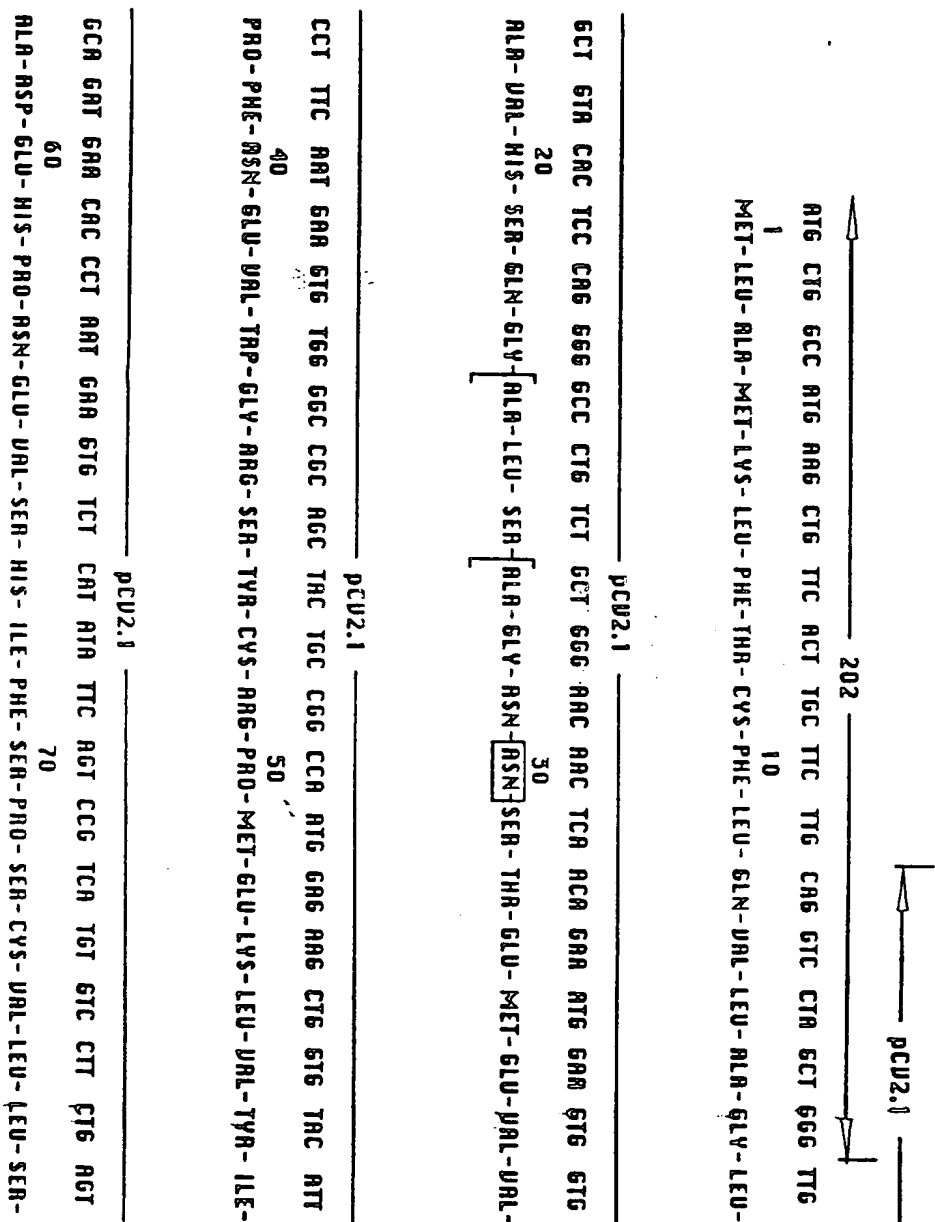 pCV2.1
202
ATG CTG GCC ATG AAG CTG TTC ACT TGC TTC TTG CAG GTC CTA GCT GGG TTG
1 10
MET-LEU-ALA-MET-LYS-LEU-PHE-THR-CYS-PHE-LEU-GLN-VAL-LEU-ALA-GLY-LEU-
pCV2.1
GCT GTA CAC TCC CAG GGG GCC CTG TCT GCT GGG AAC AAC TCA ACA GAA ATG GAA GTG GTG
20 30
ALA-VAL-HIS-SER-GLN-GLY-[ALA-LEU-SER-[ALA-GLY-ASN-ASN-SER-THR-GLU-MET-GLU-VAL-VAL-
pCV2.1
CCT TTC AAT GAA GTG TGG GGC CGC AGC TAC TGC CGG CCA ATG GAG AAG CTG GTG TAC ATT
40 50
PRO-PHE-ASN-GLU-VAL-TRP-GLY-ARG-SER-TYR-CYS-ARG-PRO-MET-GLU-LYS-LEU-VAL-TYR-ILE-
pCV2.1
GCA GAT GAA CAC CCT AAT GAA GTG TCT CAT ATA TTC AGT CCG TCA TGT GTC CTT CTG AGT
60 70
ALA-ASP-GLU-HIS-PRO-ASN-GLU-VAL-SER-HIS-ILE-PHE-SER-PRO-SER-CYS-VAL-LEU-LEU-SER-